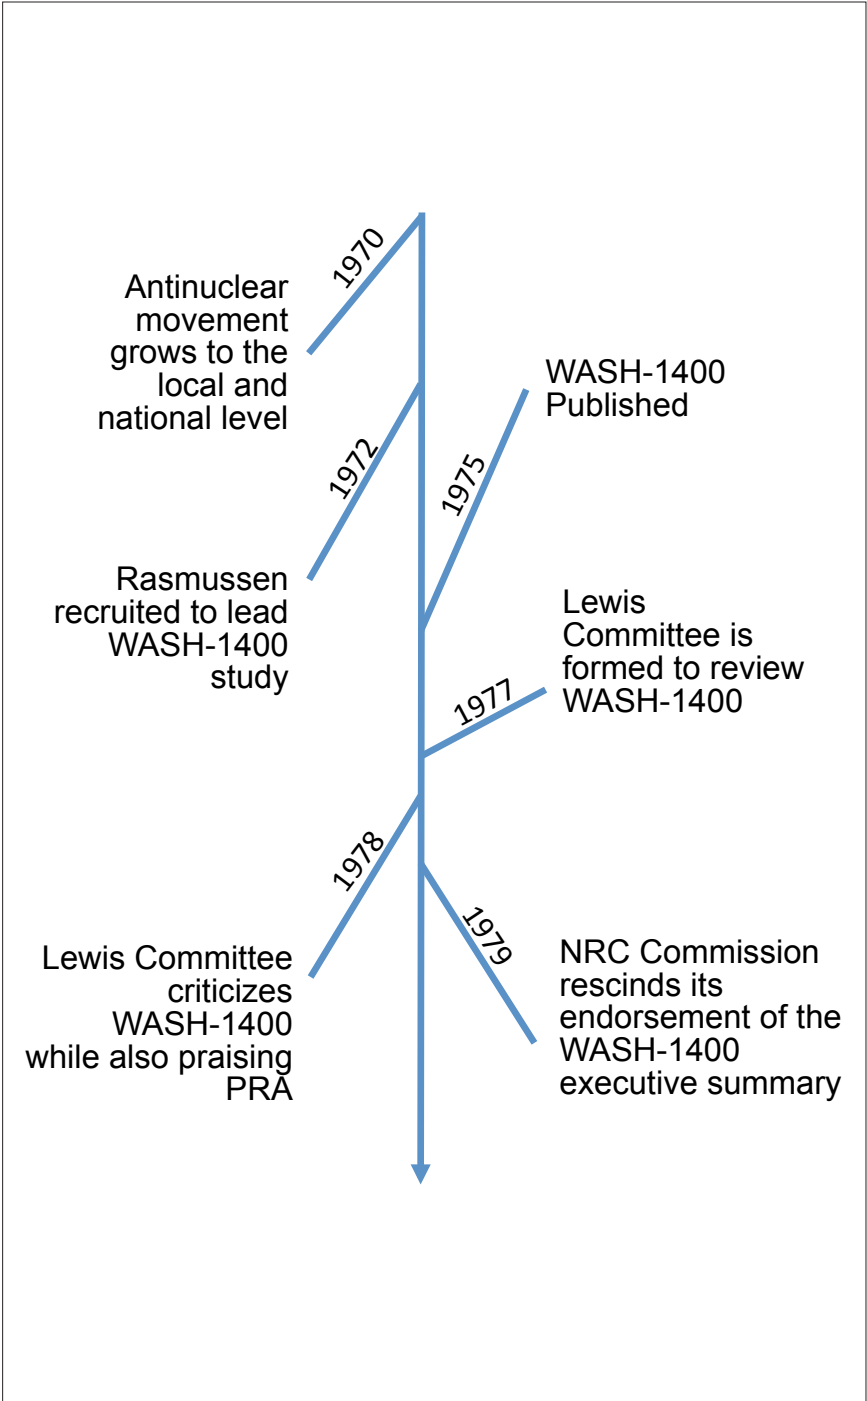 1970
Antinuclear
movement
grows to the
local and
national level
1972
Rasmussen
recruited to lead
WASH-1400
study
1975
WASH-1400
Published
1977
Lewis
Committee is
formed to review
WASH-1400
1978
Lewis Committee
criticizes
WASH-1400
while also praising
PRA
1979
NRC Commission
rescinds its
endorsement of the
WASH-1400
executive summary